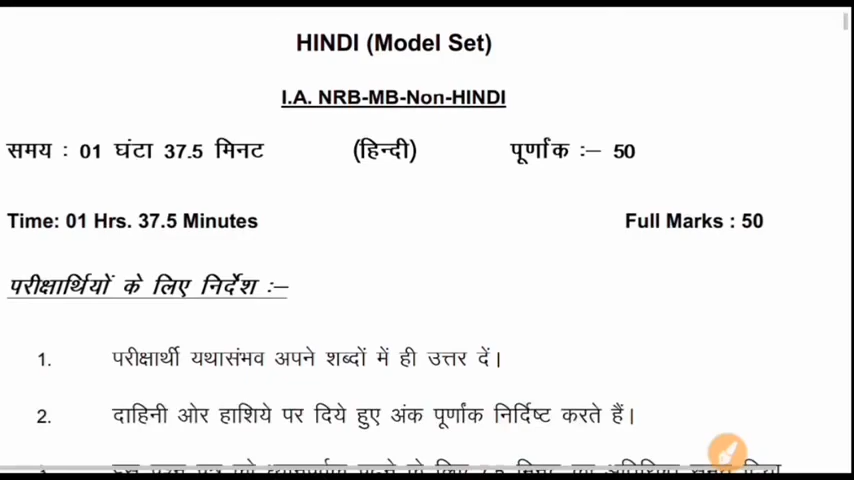 HINDI (Model Set)
I.A. NRB-MB-Non-HINDI
समय : 01 घंटा 37.5 मिनट (हिन्दी) पूर्णांक :– 50
Time: 01 Hrs. 37.5 Minutes Full Marks : 50
परीक्षार्थियों के लिए निर्देश :–
1. परीक्षार्थी यथासंभव अपने शब्दों में ही उत्तर दें।
2. दाहिनी ओर हाशिये पर दिये हुए अंक पूर्णांक निर्दिष्ट करते हैं।